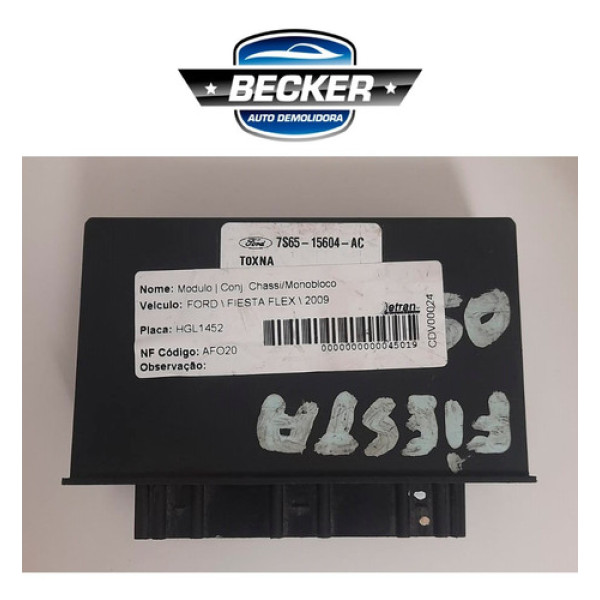 BECKER
AUTO DEMOLIDORA
Ford 7S65-15604-AC
TOXNA
Nome: Modulo | Conj. Chassi/Monobloco
Veículo: FORD \ FIESTA FLEX \ 2009
Placa: HGL1452
NF Código: AFO20
Observação:
Detran
0000000000045019
CDV00024
FIESTA